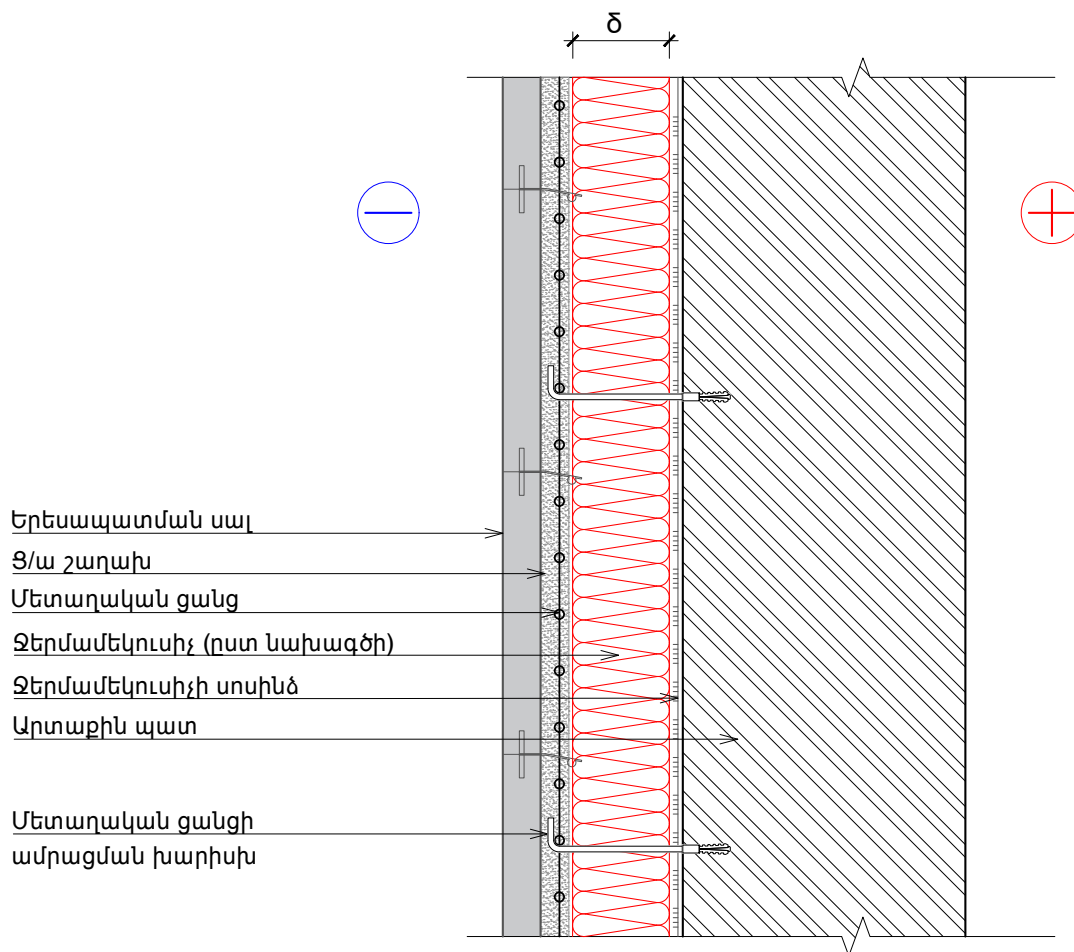 δ
Երեսապատման սալ
Ց/ա շաղախ
Մետաղական ցանց
Ջերմամեկուսիչ (ըստ նախագծի)
Ջերմամեկուսիչի սոսինձ
Արտաքին պատ
Մետաղական ցանցի
ամրացման խարիսխ